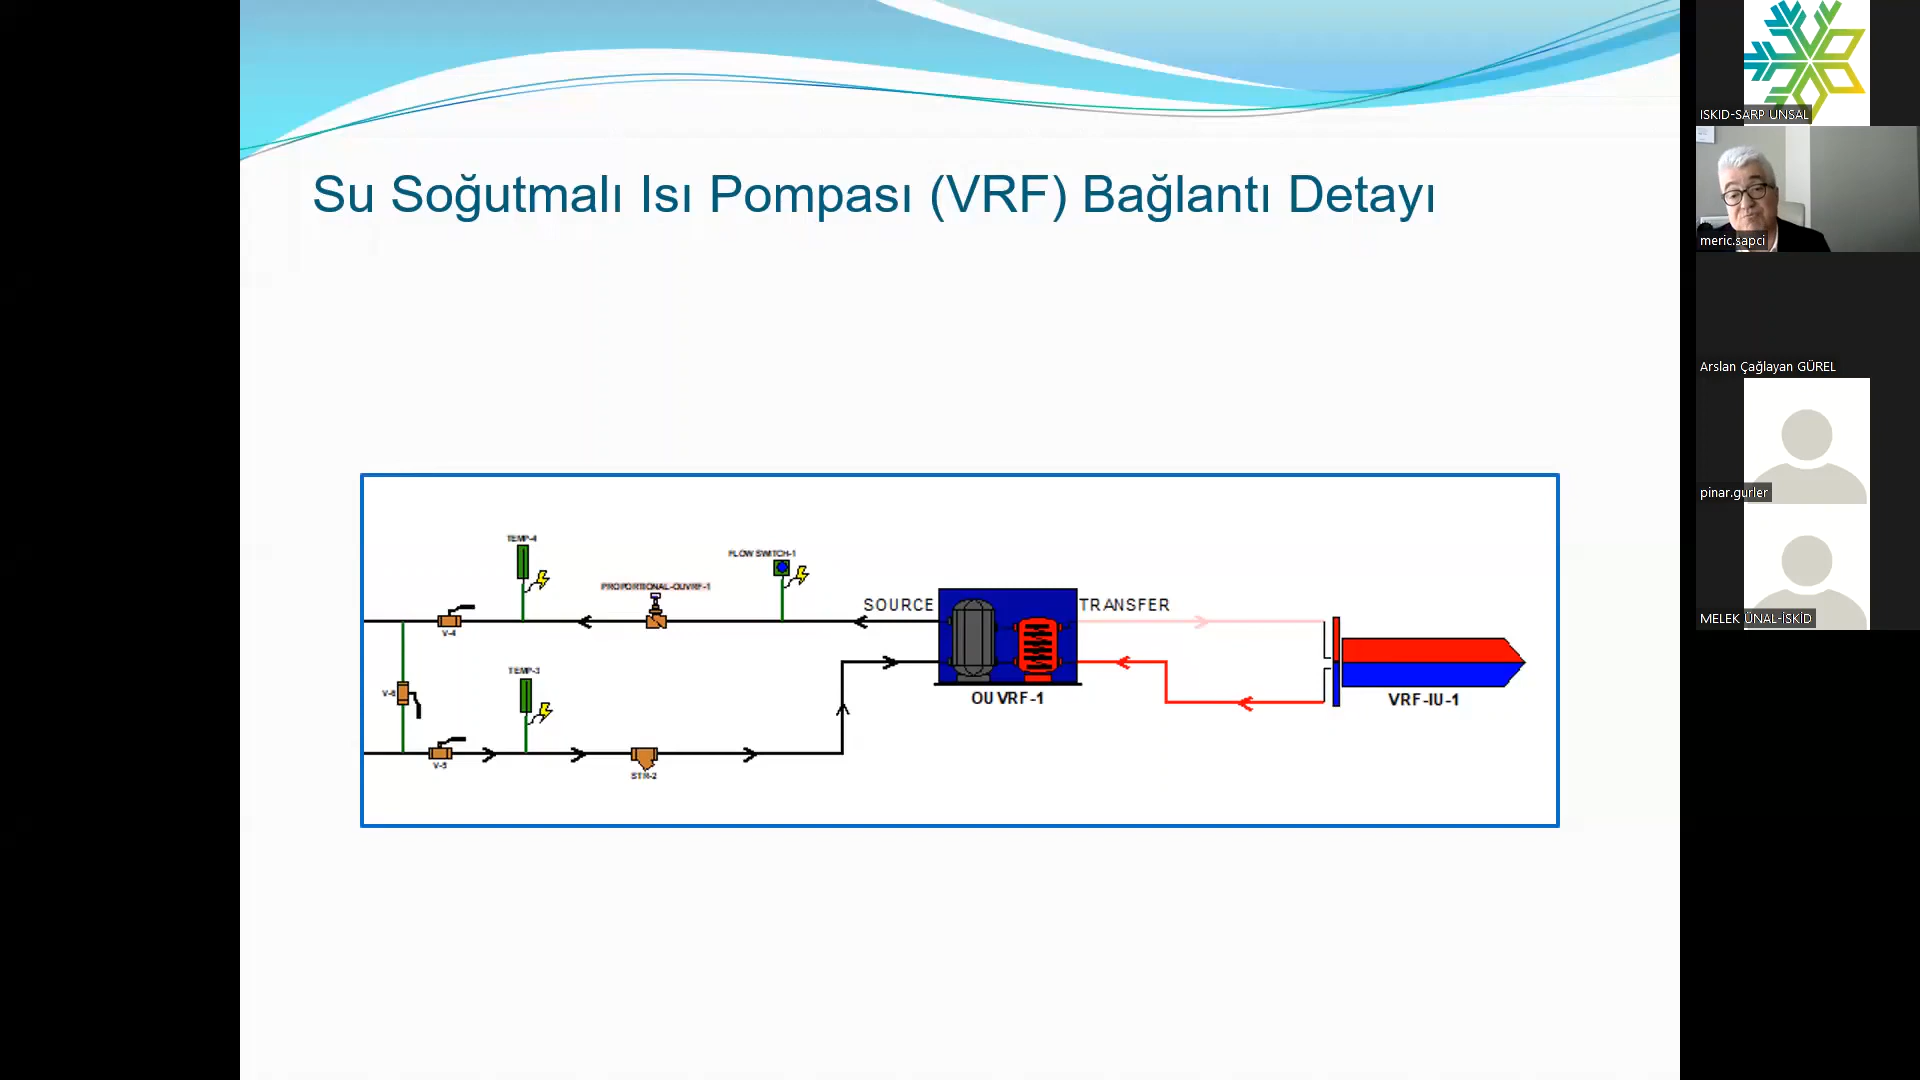 Su Soğutmalı Isı Pompası (VRF) Bağlantı Detayı
TEMP-4
FLOW SWITCH-1
PROPORTIONAL-OUVRF-1
SOURCE
TRANSFER
V-4
TEMP-3
V-6
OU VRF-1
VRF-IU-1
V-5
STR-2
ISKID-SARP ÜNSAL
meric.sapci
Arslan Çağlayan GÜREL
pinar.gurler
MELEK ÜNAL-İSKİD